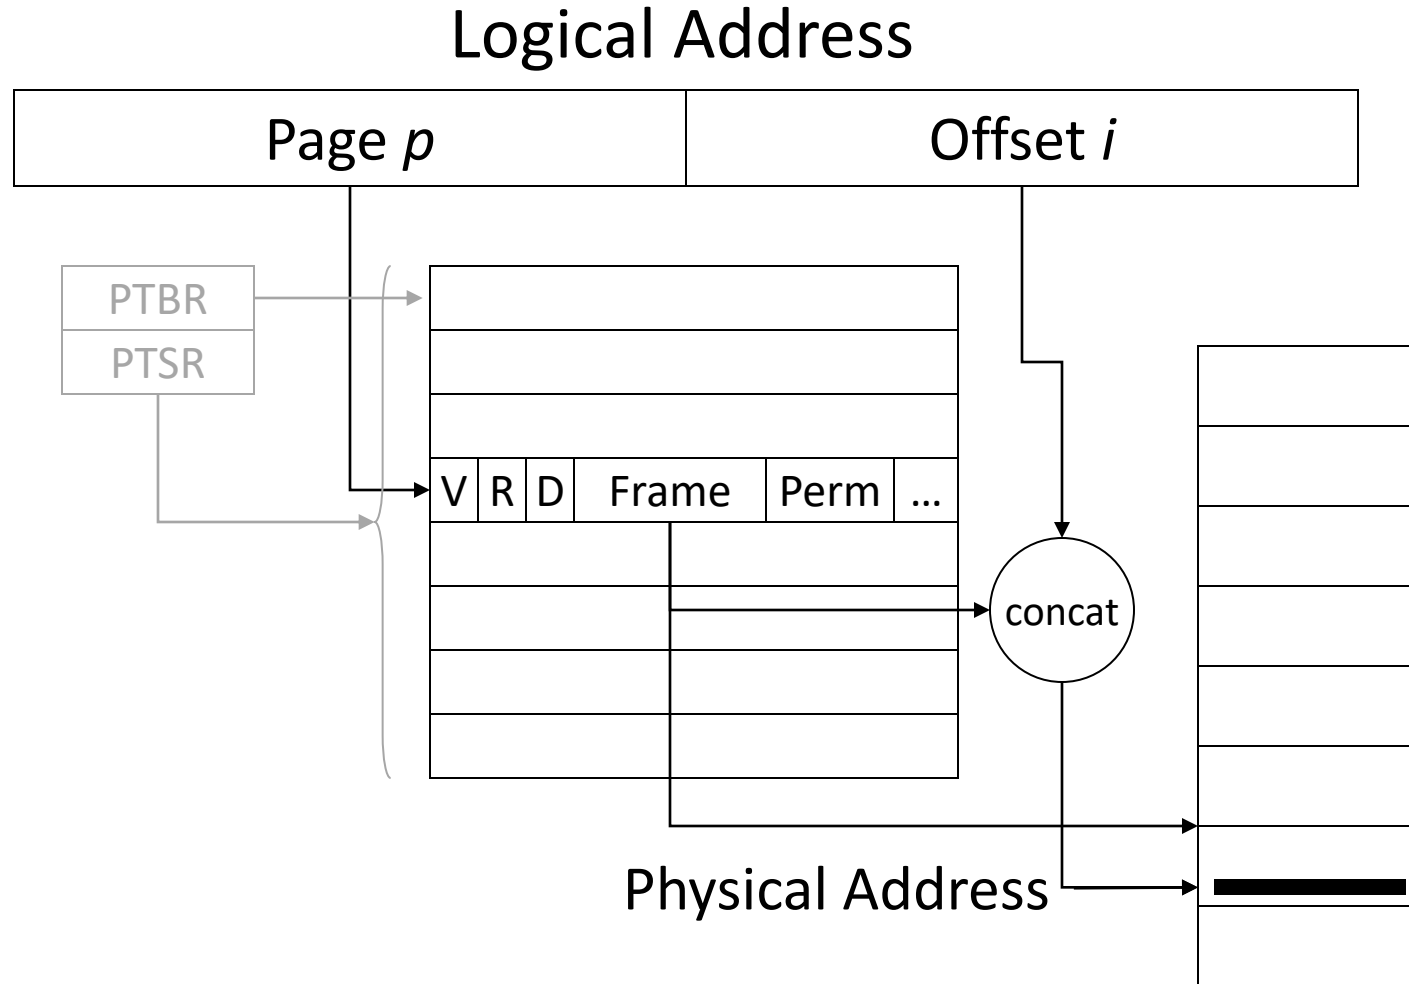 Logical Address
Page p
Offset i
PTBR
PTSR
V R D Frame Perm ...
concat
Physical Address